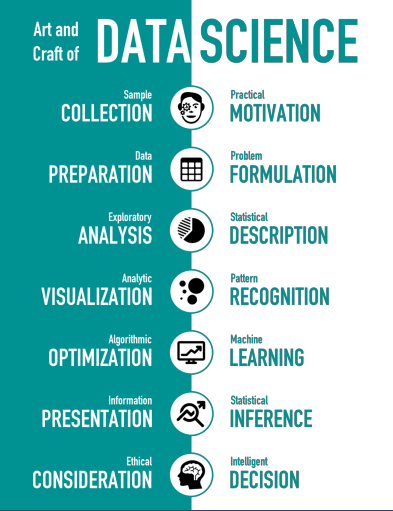 Art and
Craft of
DATA SCIENCE
Sample
COLLECTION
Practical
MOTIVATION
Data
PREPARATION
Problem
FORMULATION
Exploratory
ANALYSIS
Statistical
DESCRIPTION
Analytic
VISUALIZATION
Pattern
RECOGNITION
Algorithmic
OPTIMIZATION
Machine
LEARNING
Information
PRESENTATION
Statistical
INFERENCE
Ethical
CONSIDERATION
Intelligent
DECISION